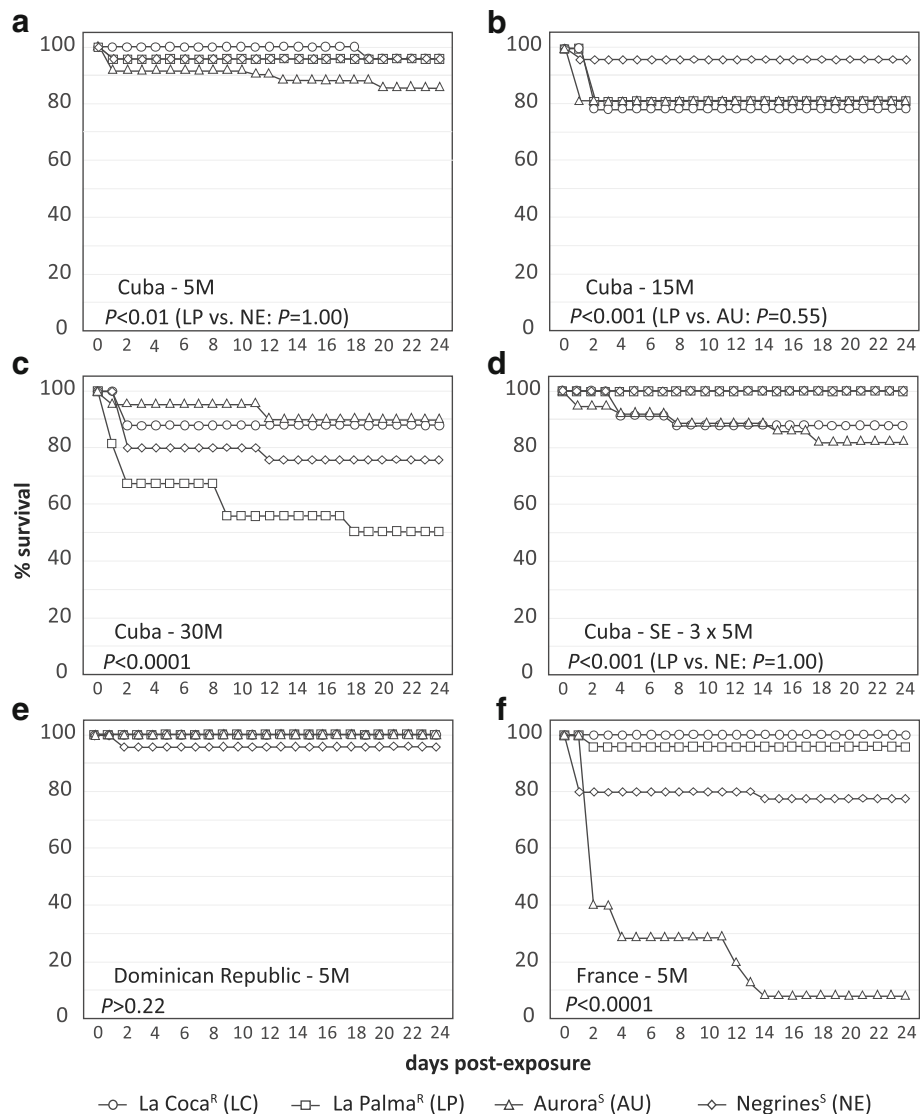 a
100
80
60
40
20
0
Cuba - 5M
P<0.01 (LP vs. NE: P=1.00)
0 2 4 6 8 10 12 14 16 18 20 22 24
b
100
80
60
40
20
0
Cuba - 15M
P<0.001 (LP vs. AU: P=0.55)
0 2 4 6 8 10 12 14 16 18 20 22 24
c
100
80
60
40
20
0
Cuba - 30M
P<0.0001
0 2 4 6 8 10 12 14 16 18 20 22 24
d
100
80
60
40
20
0
Cuba - SE - 3 x 5M
P<0.001 (LP vs. NE: P=1.00)
0 2 4 6 8 10 12 14 16 18 20 22 24
% survival
e
100
80
60
40
20
0
Dominican Republic - 5M
P>0.22
0 2 4 6 8 10 12 14 16 18 20 22 24
f
100
80
60
40
20
0
France - 5M
P<0.0001
0 2 4 6 8 10 12 14 16 18 20 22 24
days post-exposure
La Coca^R (LC) La Palma^R (LP) Aurora^S (AU) Negrines^S (NE)